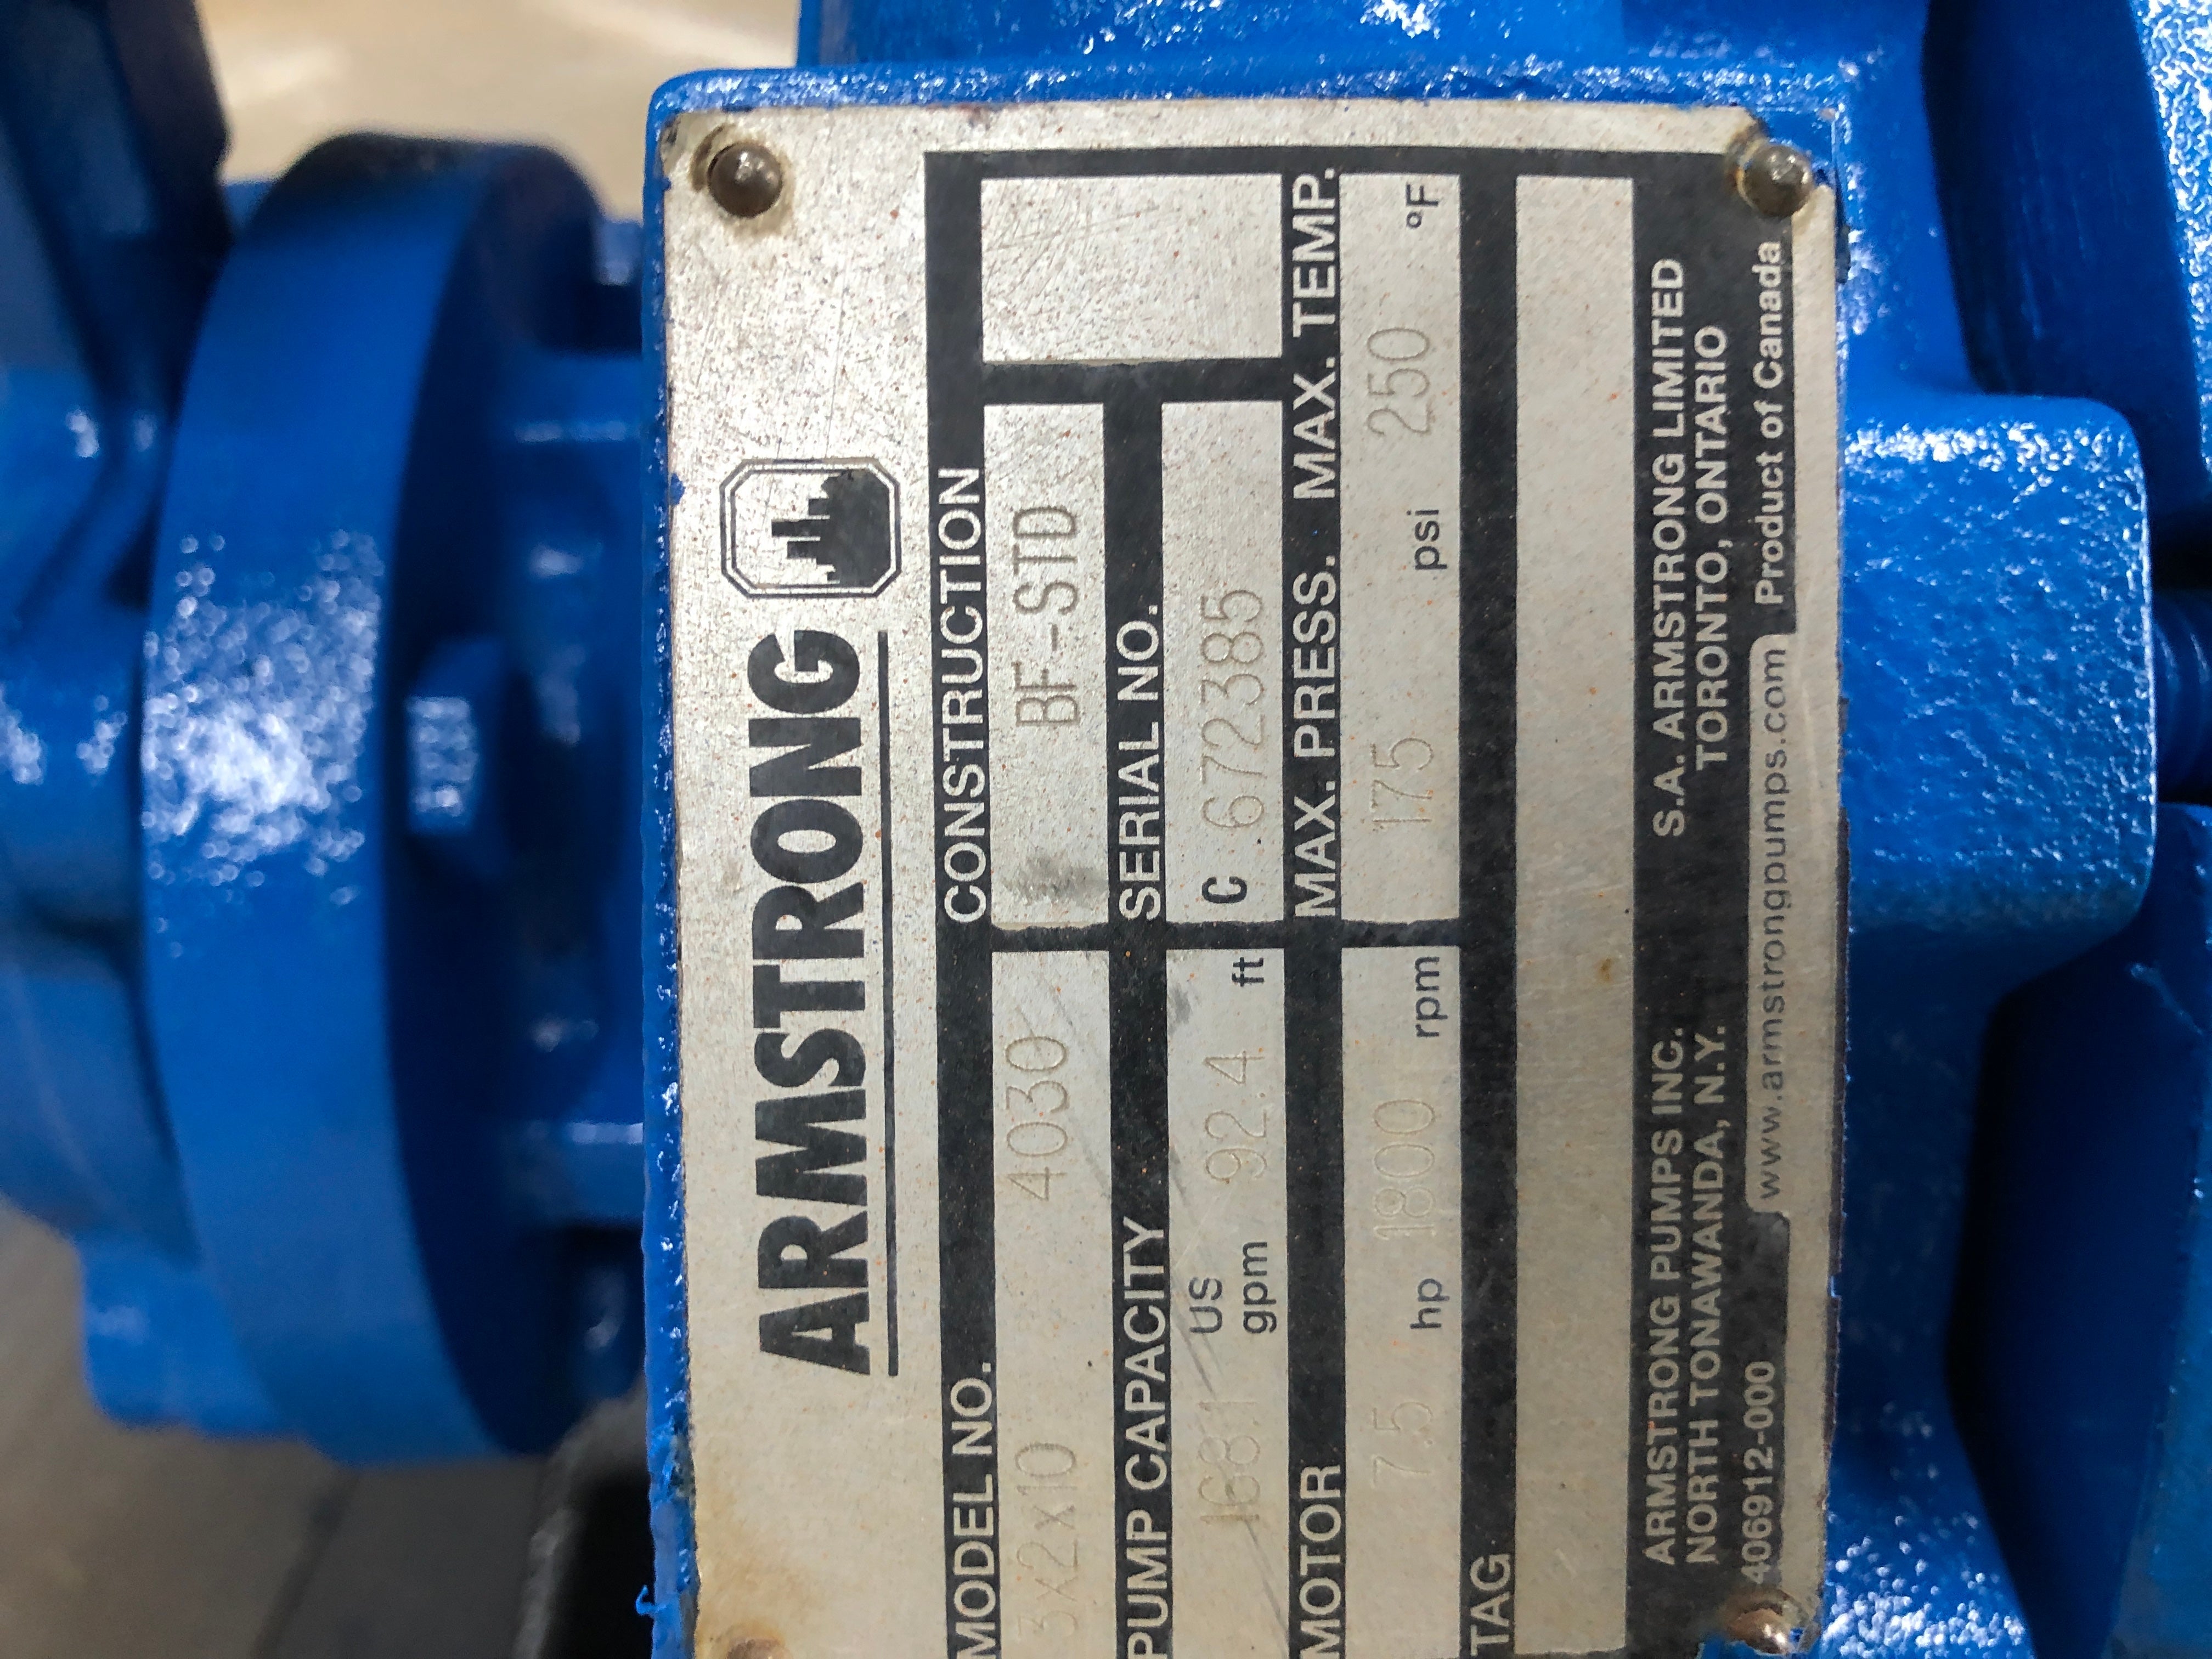 ARMSTRONG
MODEL NO. CONSTRUCTION
3x2x10 4030 BF-STD
PUMP CAPACITY SERIAL NO.
168.1 US gpm 92.4 ft C 672385
MOTOR MAX. PRESS. MAX. TEMP.
7.5 hp 1800 rpm 175 psi 250 °F
TAG
ARMSTRONG PUMPS INC. S.A. ARMSTRONG LIMITED
NORTH TONAWANDA, N.Y. TORONTO, ONTARIO
406912-000 www.armstrongpumps.com Product of Canada